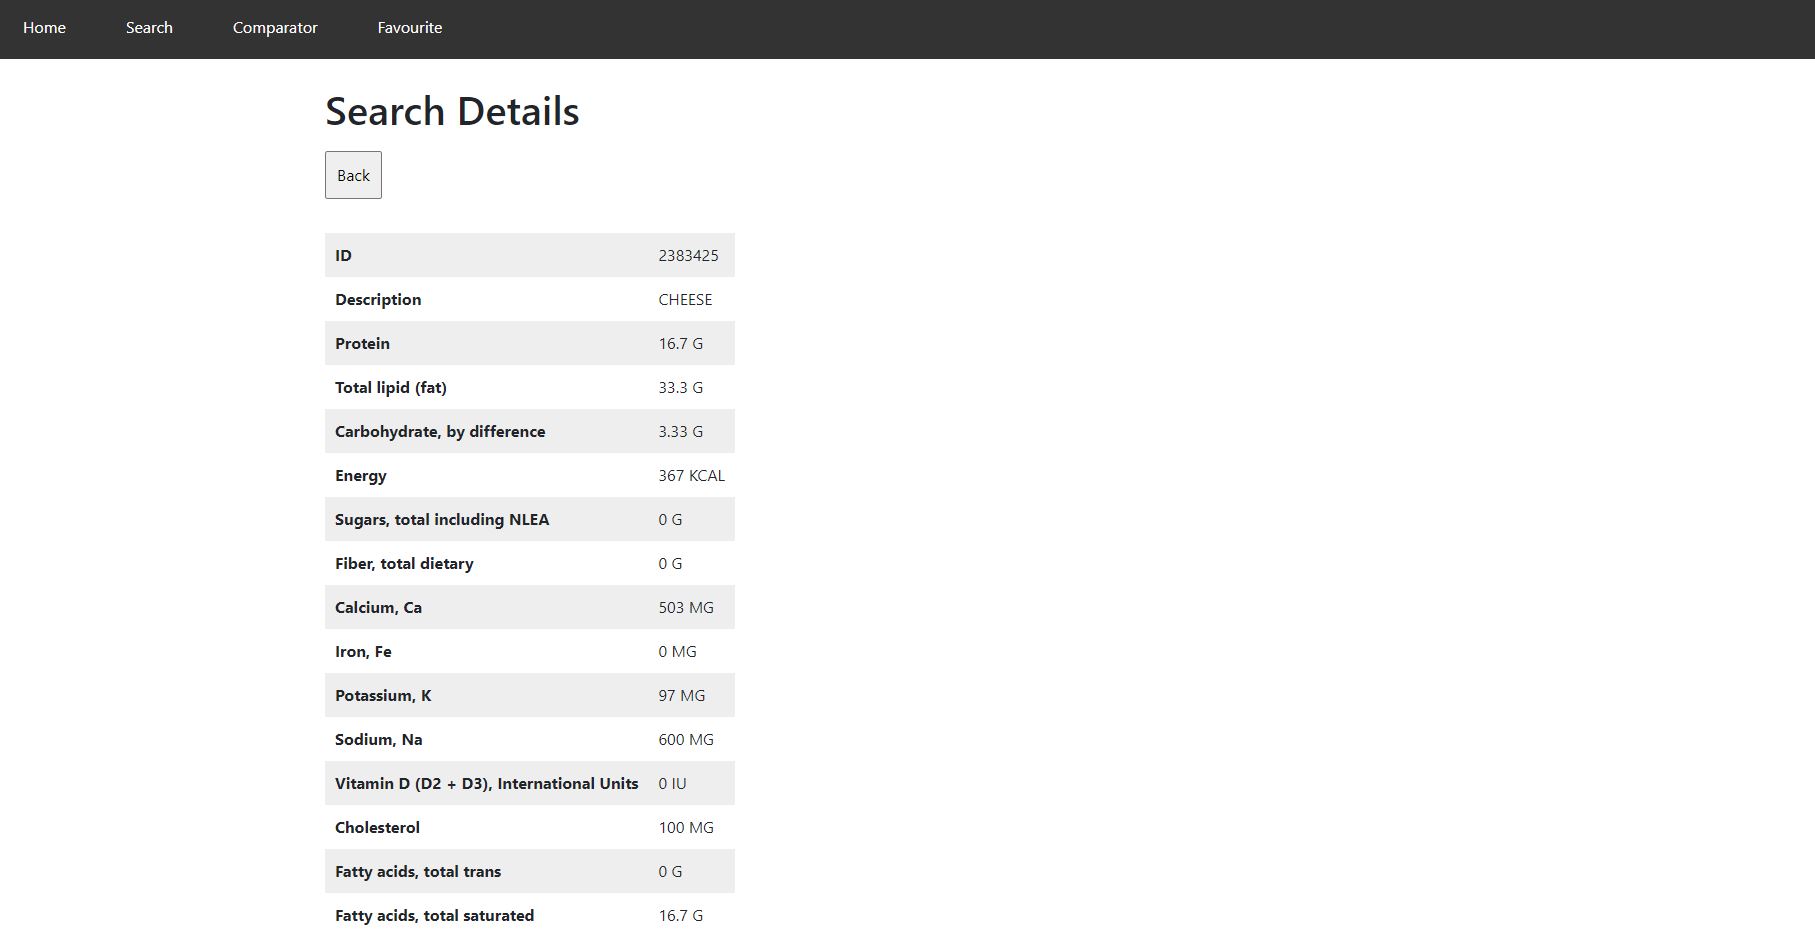 Home Search Comparator Favourite
Search Details
Back
ID 2383425
Description CHEESE
Protein 16.7 G
Total lipid (fat) 33.3 G
Carbohydrate, by difference 3.33 G
Energy 367 KCAL
Sugars, total including NLEA 0 G
Fiber, total dietary 0 G
Calcium, Ca 503 MG
Iron, Fe 0 MG
Potassium, K 97 MG
Sodium, Na 600 MG
Vitamin D (D2 + D3), International Units 0 IU
Cholesterol 100 MG
Fatty acids, total trans 0 G
Fatty acids, total saturated 16.7 G